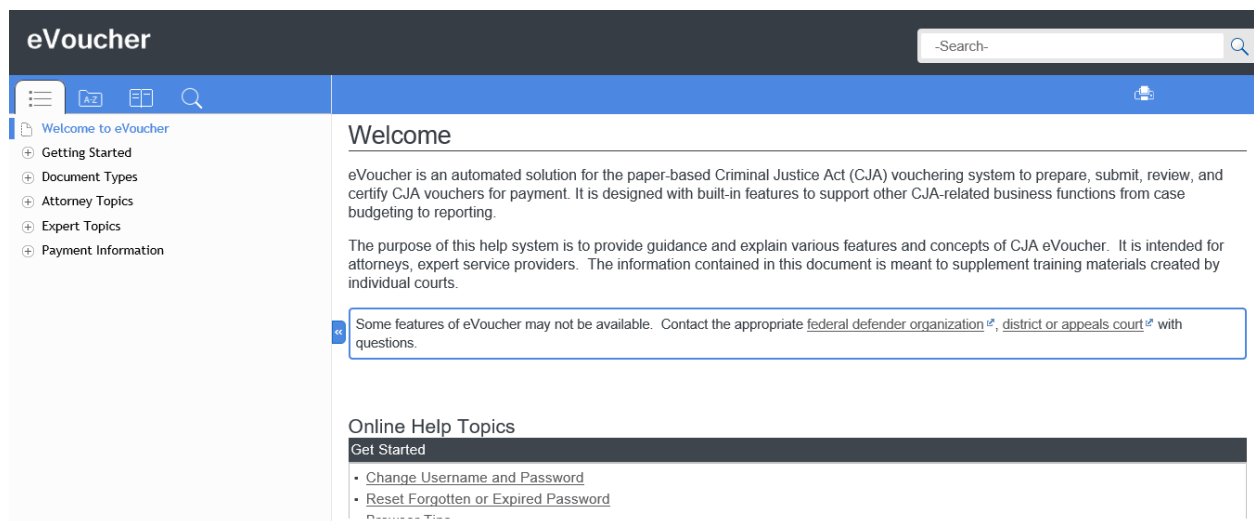 eVoucher
-Search-
A-Z
Welcome to eVoucher
Getting Started
Document Types
Attorney Topics
Expert Topics
Payment Information
Welcome
eVoucher is an automated solution for the paper-based Criminal Justice Act (CJA) vouchering system to prepare, submit, review, and
certify CJA vouchers for payment. It is designed with built-in features to support other CJA-related business functions from case
budgeting to reporting.
The purpose of this help system is to provide guidance and explain various features and concepts of CJA eVoucher.  It is intended for
attorneys, expert service providers.  The information contained in this document is meant to supplement training materials created by
individual courts.
Some features of eVoucher may not be available.  Contact the appropriate federal defender organization, district or appeals court with
questions.
Online Help Topics
Get Started
▪ Change Username and Password
▪ Reset Forgotten or Expired Password
▪ Browser Tips